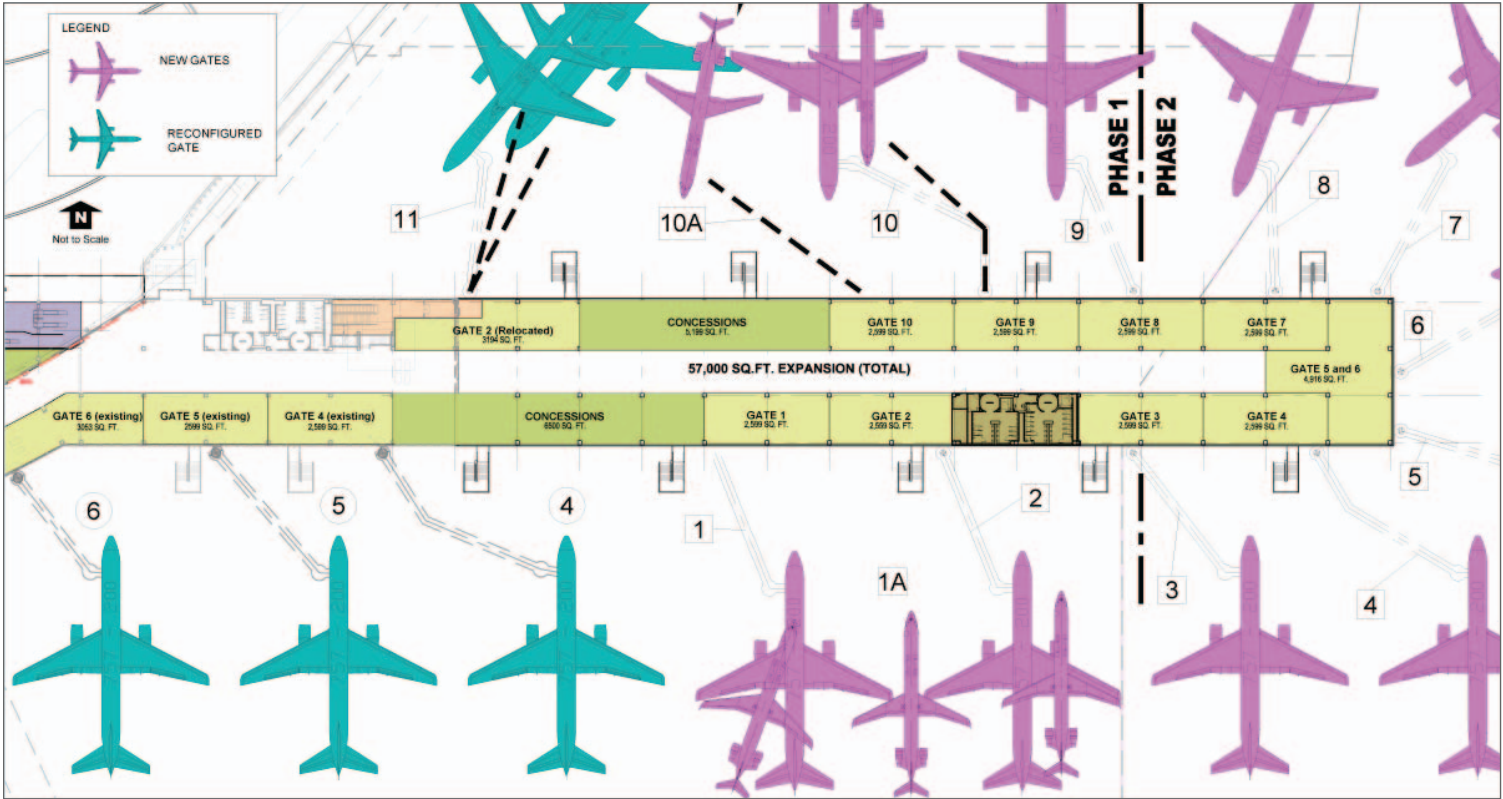 LEGEND
NEW GATES
RECONFIGURED
GATE
N
Not to Scale
PHASE 1
PHASE 2
11
10A
10
9
8
7
GATE 2 (Relocated)
3194 SQ. FT.
CONCESSIONS
5,199 SQ. FT.
GATE 10
2,599 SQ. FT.
GATE 9
2,599 SQ. FT.
GATE 8
2,599 SQ. FT.
GATE 7
2,599 SQ. FT.
6
57,000 SQ.FT. EXPANSION (TOTAL)
GATE 5 and 6
4,916 SQ. FT.
GATE 6 (existing)
3053 SQ. FT.
GATE 5 (existing)
2599 SQ. FT.
GATE 4 (existing)
2,599 SQ. FT.
CONCESSIONS
6500 SQ. FT.
GATE 1
2,599 SQ. FT.
GATE 2
2,599 SQ. FT.
GATE 3
2,599 SQ. FT.
GATE 4
2,599 SQ. FT.
5
6
5
4
1
2
1A
3
4